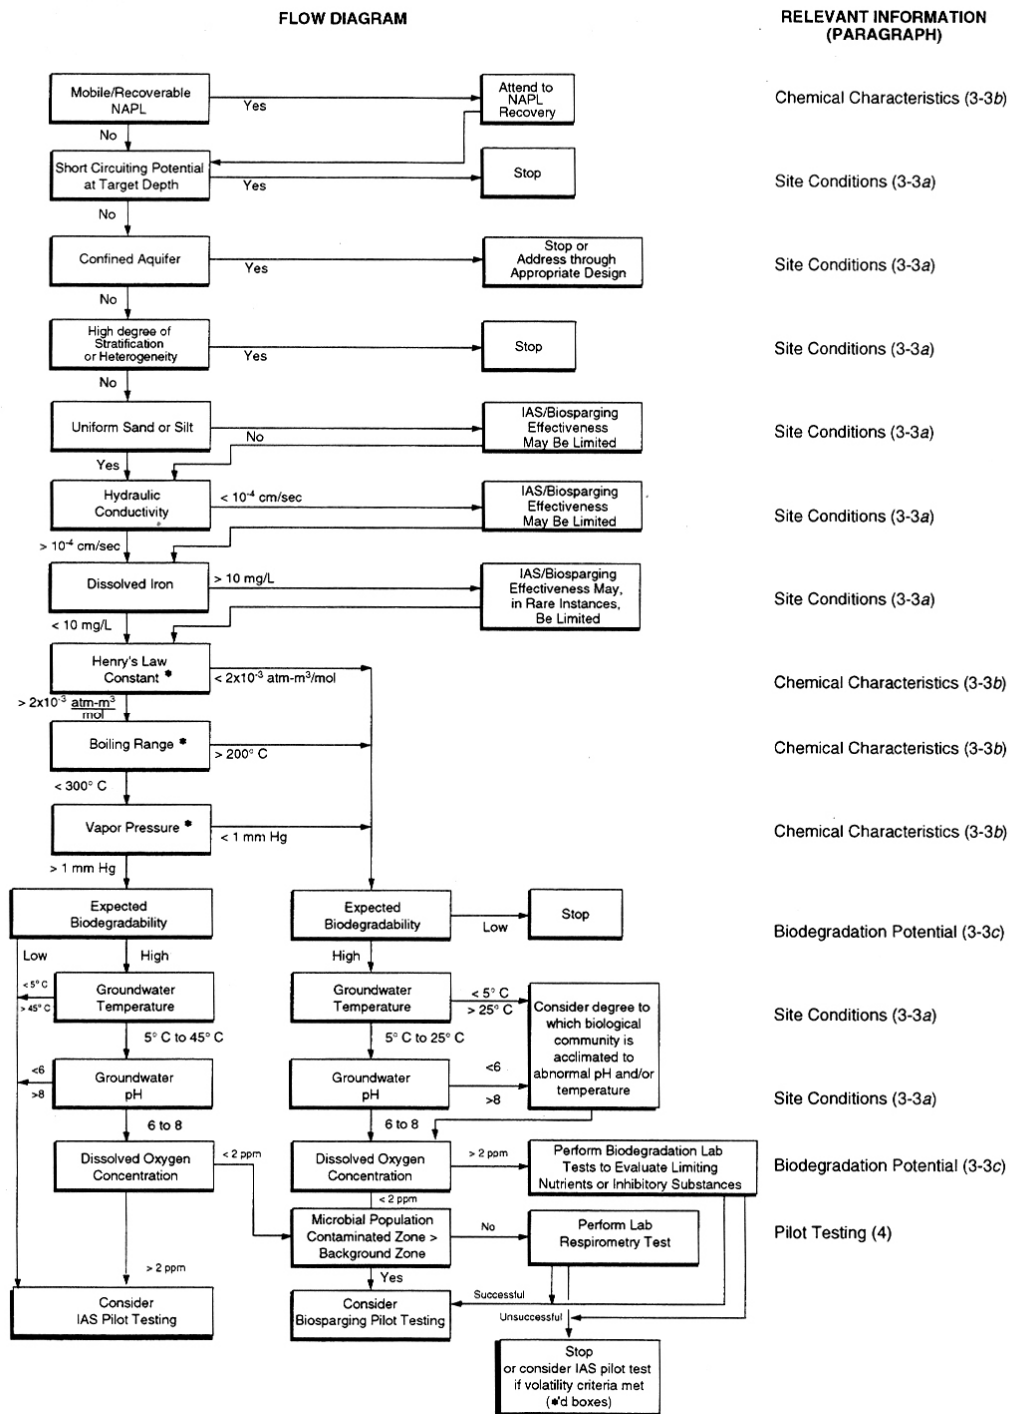 FLOW DIAGRAM
RELEVANT INFORMATION
(PARAGRAPH)
Mobile/Recoverable
NAPL
Yes
Attend to
NAPL
Recovery
Chemical Characteristics (3-3b)
No
Short Circuiting Potential
at Target Depth
Yes
Stop
Site Conditions (3-3a)
No
Confined Aquifer
Yes
Stop or
Address through
Appropriate Design
Site Conditions (3-3a)
No
High degree of
Stratification
or Heterogeneity
Yes
Stop
Site Conditions (3-3a)
No
Uniform Sand or Silt
No
IAS/Biosparging
Effectiveness
May Be Limited
Site Conditions (3-3a)
Yes
Hydraulic
Conductivity
< 10⁻⁴ cm/sec
IAS/Biosparging
Effectiveness
May Be Limited
Site Conditions (3-3a)
> 10⁻⁴ cm/sec
Dissolved Iron
> 10 mg/L
IAS/Biosparging
Effectiveness May,
in Rare Instances,
Be Limited
Site Conditions (3-3a)
< 10 mg/L
Henry's Law
Constant *
< 2x10⁻³ atm-m³/mol
Chemical Characteristics (3-3b)
> 2x10⁻³ atm-m³
mol
Boiling Range *
> 200° C
Chemical Characteristics (3-3b)
< 300° C
Vapor Pressure *
< 1 mm Hg
Chemical Characteristics (3-3b)
> 1 mm Hg
Expected
Biodegradability
Expected
Biodegradability
Low
Stop
Biodegradation Potential (3-3c)
Low
High
High
< 5° C
> 45° C
Groundwater
Temperature
Groundwater
Temperature
< 5° C
> 25° C
Consider degree to
which biological
community is
acclimated to
abnormal pH and/or
temperature
Site Conditions (3-3a)
5° C to 45° C
5° C to 25° C
<6
>8
Groundwater
pH
Groundwater
pH
<6
>8
Site Conditions (3-3a)
6 to 8
6 to 8
Dissolved Oxygen
Concentration
< 2 ppm
Dissolved Oxygen
Concentration
> 2 ppm
Perform Biodegradation Lab
Tests to Evaluate Limiting
Nutrients or Inhibitory Substances
Biodegradation Potential (3-3c)
< 2 ppm
Microbial Population
Contaminated Zone >
Background Zone
No
Perform Lab
Respirometry Test
Pilot Testing (4)
> 2 ppm
Yes
Consider
IAS Pilot Testing
Consider
Biosparging Pilot Testing
Successful
Unsuccessful
Stop
or consider IAS pilot test
if volatility criteria met
(*'d boxes)